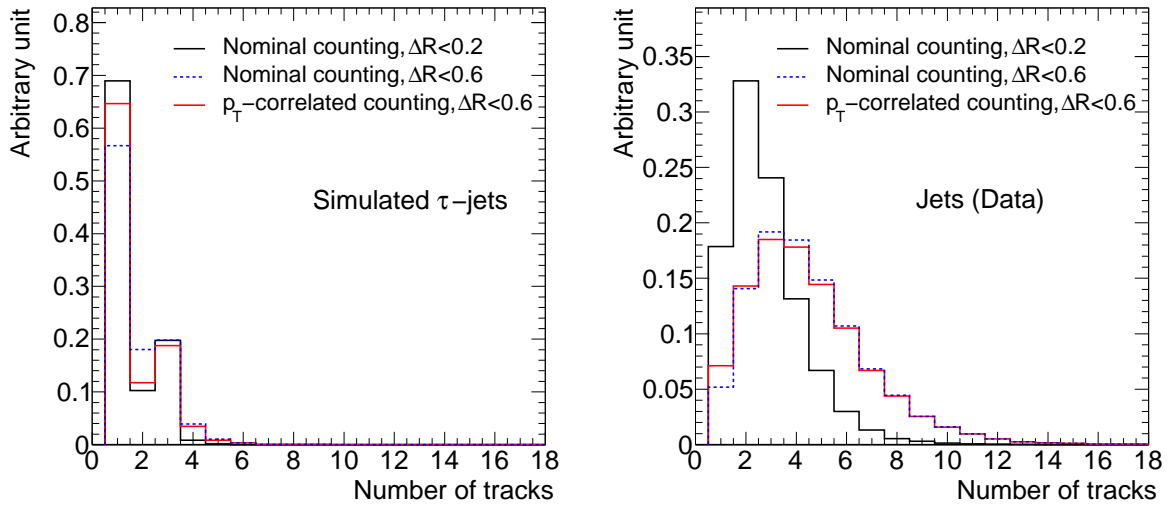 Arbitrary unit
0.8
0.7
0.6
0.5
0.4
0.3
0.2
0.1
0
Nominal counting, ΔR<0.2
Nominal counting, ΔR<0.6
p_T−correlated counting, ΔR<0.6
Simulated τ−jets
0 2 4 6 8 10 12 14 16 18
Number of tracks
Arbitrary unit
0.35
0.3
0.25
0.2
0.15
0.1
0.05
0
Nominal counting, ΔR<0.2
Nominal counting, ΔR<0.6
p_T−correlated counting, ΔR<0.6
Jets (Data)
0 2 4 6 8 10 12 14 16 18
Number of tracks